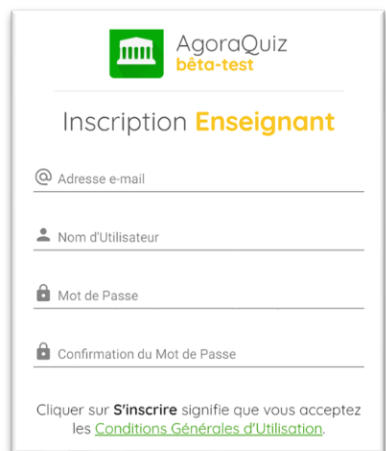 AgoraQuiz
bêta-test
Inscription Enseignant
Adresse e-mail
Nom d'Utilisateur
Mot de Passe
Confirmation du Mot de Passe
Cliquer sur S'inscrire signifie que vous acceptez
les Conditions Générales d'Utilisation.